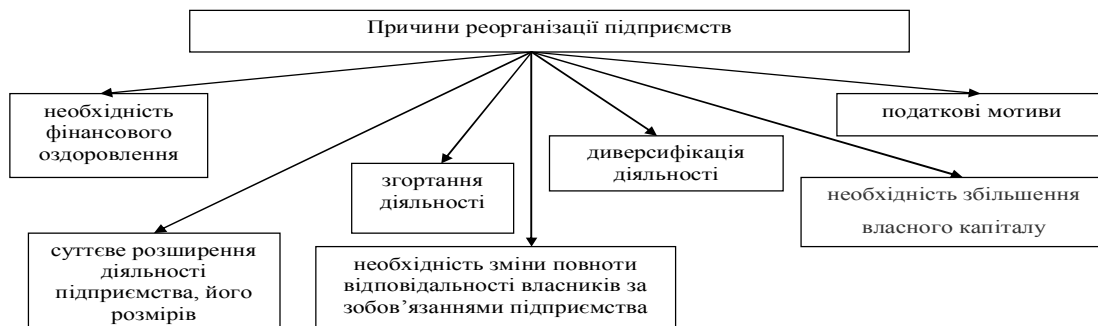 Причини реорганізації підприємств
необхідність
фінансового
оздоровлення
податкові мотиви
диверсифікація
діяльності
згортання
діяльності
необхідність збільшення
власного капіталу
суттєве розширення
діяльності
підприємства, його
розмірів
необхідність зміни повноти
відповідальності власників за
зобов’язаннями підприємства